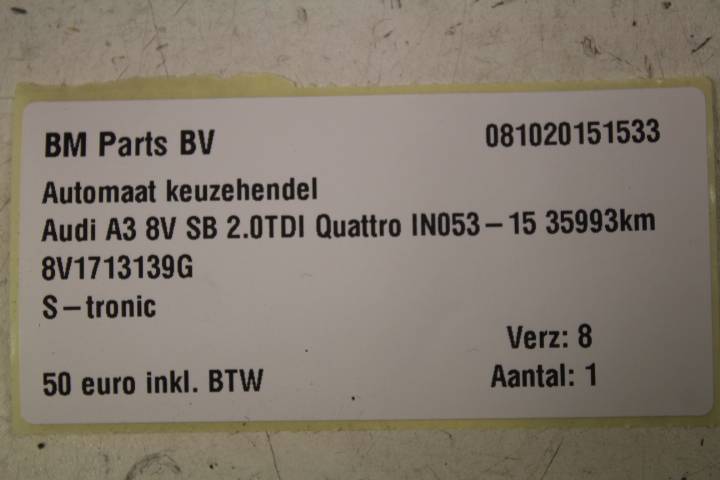 BM Parts BV 081020151533
Automaat keuzehendel
Audi A3 8V SB 2.0TDI Quattro IN053-15 35993km
8V1713139G
S-tronic
Verz: 8
50 euro inkl. BTW Aantal: 1